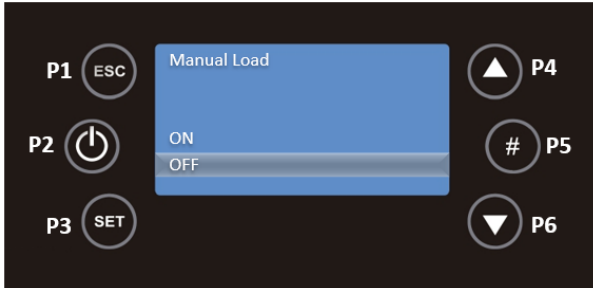 P1 ESC
Manual Load
P4
P2
ON
# P5
OFF
P3 SET
P6